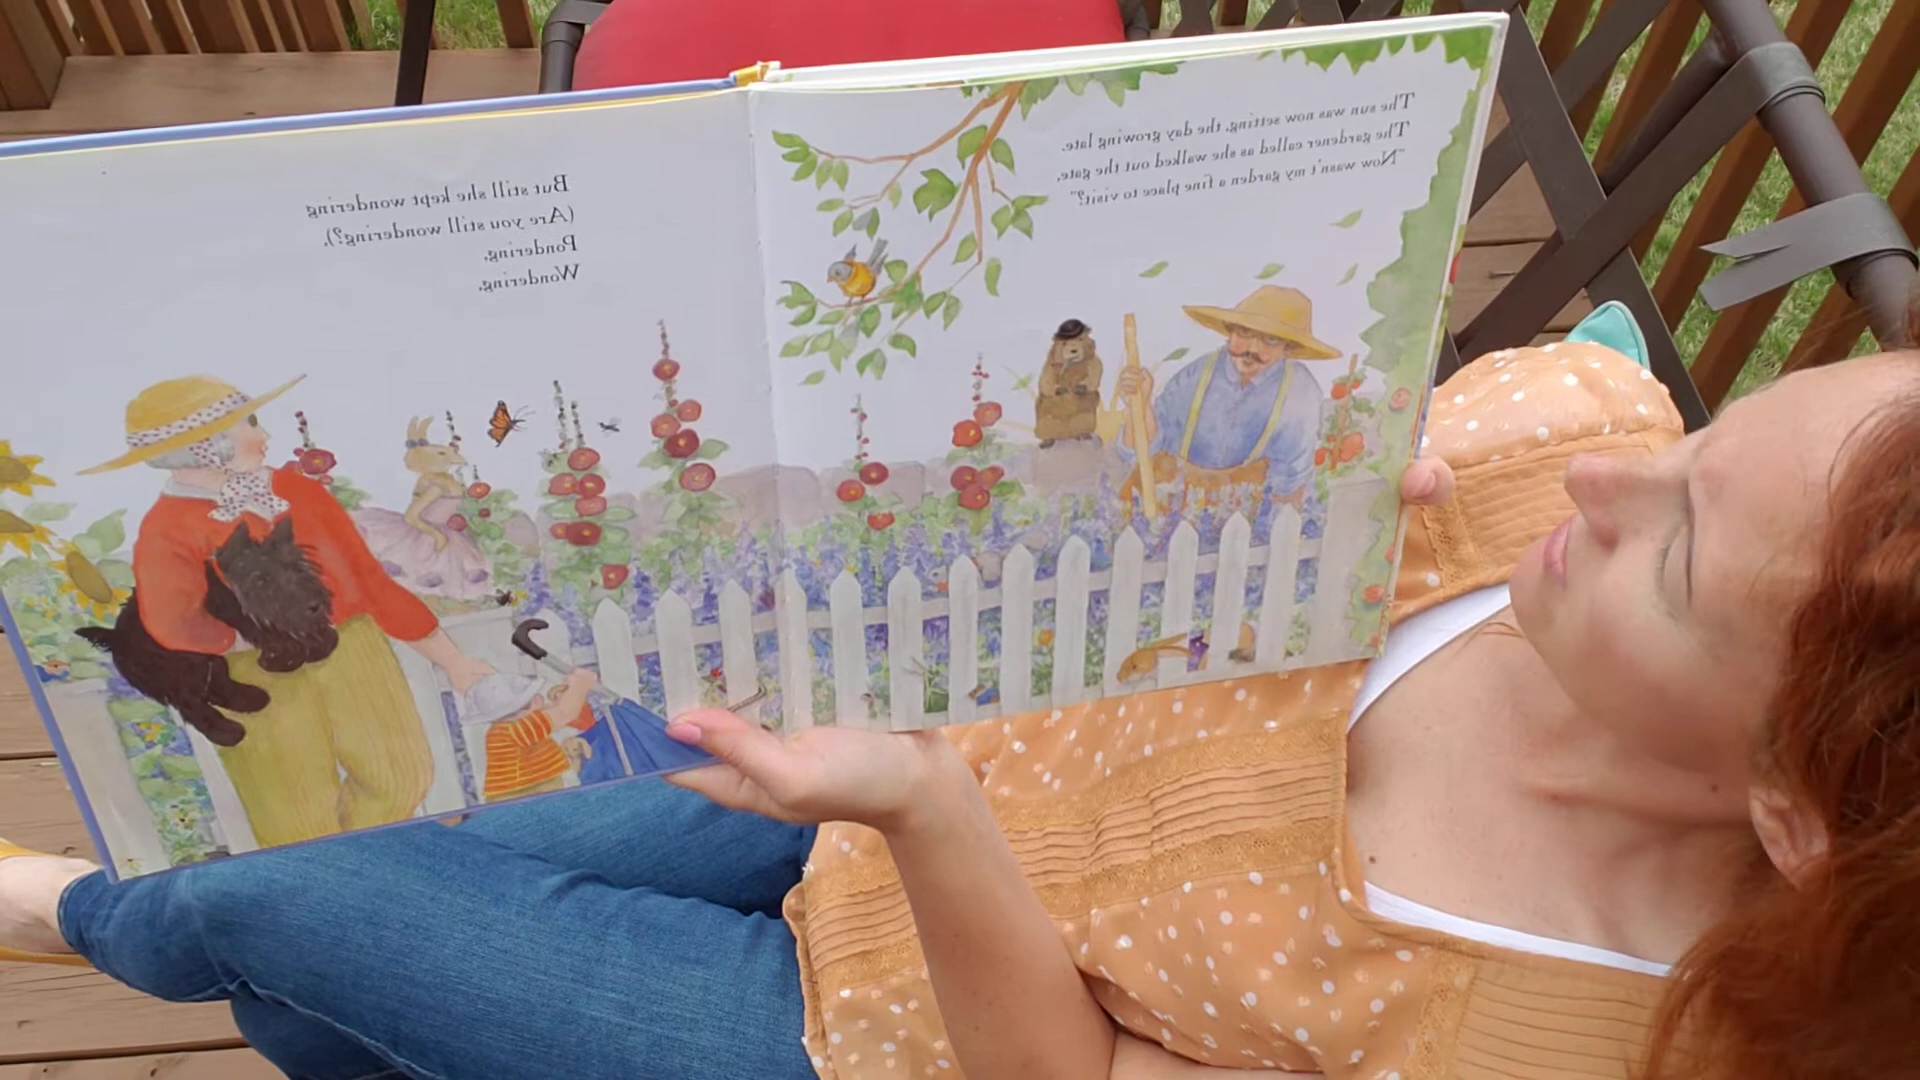 The sun was now setting, the day growing late.
The gardener called as she walked out the gate,
"Now wasn't my garden a fine place to visit?"
But still she kept wondering
(Are you still wondering?),
Pondering,
Wondering,